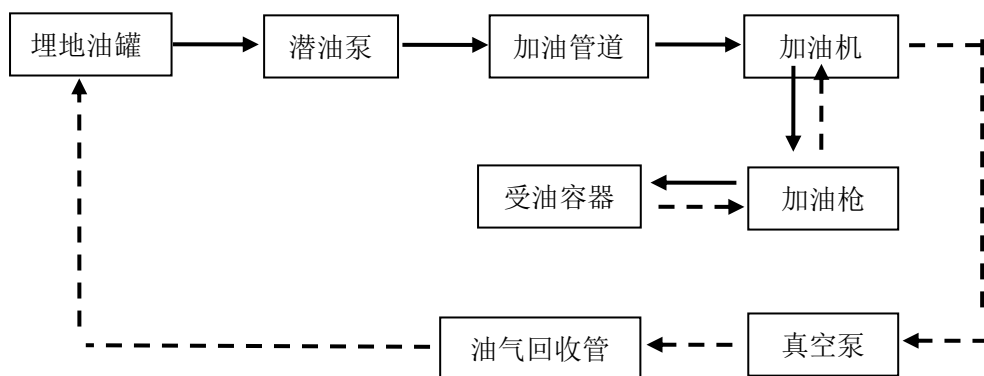 埋地油罐
潜油泵
加油管道
加油机
受油容器
加油枪
油气回收管
真空泵